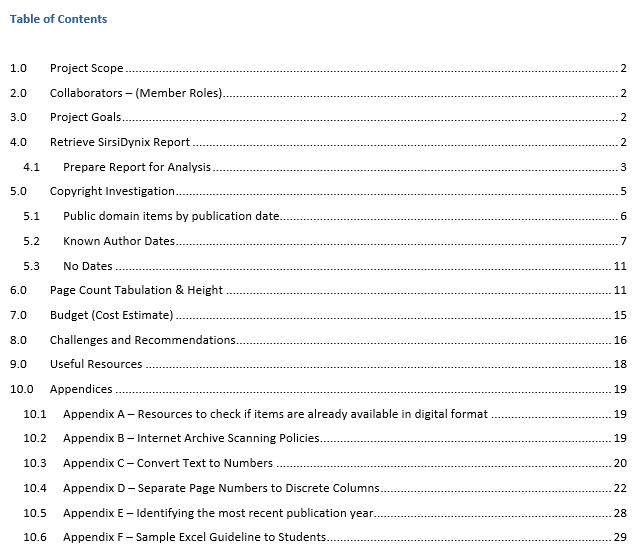 Table of Contents
1.0 Project Scope ... 2
2.0 Collaborators – (Member Roles) ... 2
3.0 Project Goals ... 2
4.0 Retrieve SirsiDynix Report ... 2
4.1 Prepare Report for Analysis ... 3
5.0 Copyright Investigation ... 5
5.1 Public domain items by publication date ... 6
5.2 Known Author Dates ... 7
5.3 No Dates ... 11
6.0 Page Count Tabulation & Height ... 11
7.0 Budget (Cost Estimate) ... 15
8.0 Challenges and Recommendations ... 16
9.0 Useful Resources ... 18
10.0 Appendices ... 19
10.1 Appendix A – Resources to check if items are already available in digital format ... 19
10.2 Appendix B – Internet Archive Scanning Policies ... 19
10.3 Appendix C – Convert Text to Numbers ... 20
10.4 Appendix D – Separate Page Numbers to Discrete Columns ... 22
10.5 Appendix E – Identifying the most recent publication year ... 28
10.6 Appendix F – Sample Excel Guideline to Students ... 29